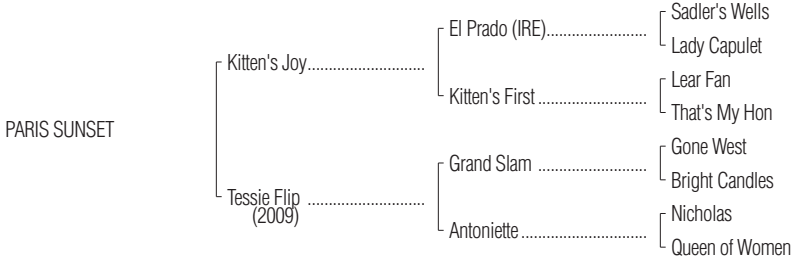 Sadler's Wells
El Prado (IRE)........................
Lady Capulet
Kitten's Joy............................
Lear Fan
Kitten's First ..........................
That's My Hon
PARIS SUNSET
Gone West
Grand Slam ..........................
Bright Candles
Tessie Flip ............................
(2009)
Nicholas
Antoniette..............................
Queen of Women